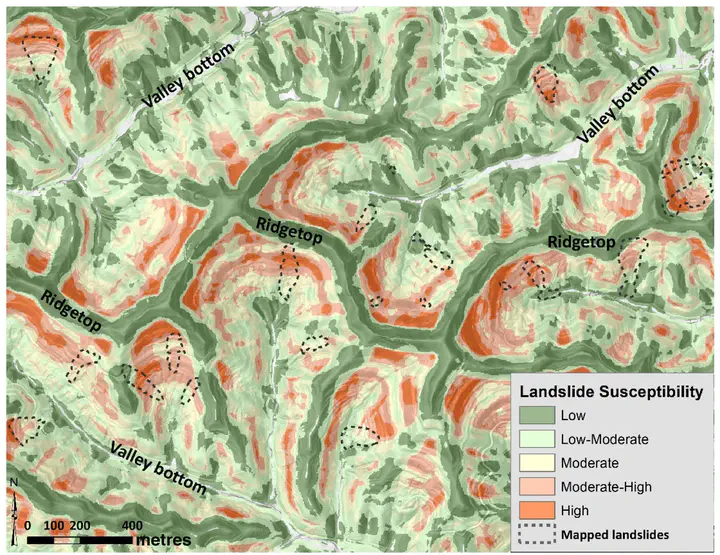 Valley bottom
Valley bottom
Ridgetop
Ridgetop
Ridgetop
Valley bottom
N
0 100 200 400
metres
Landslide Susceptibility
Low
Low-Moderate
Moderate
Moderate-High
High
Mapped landslides